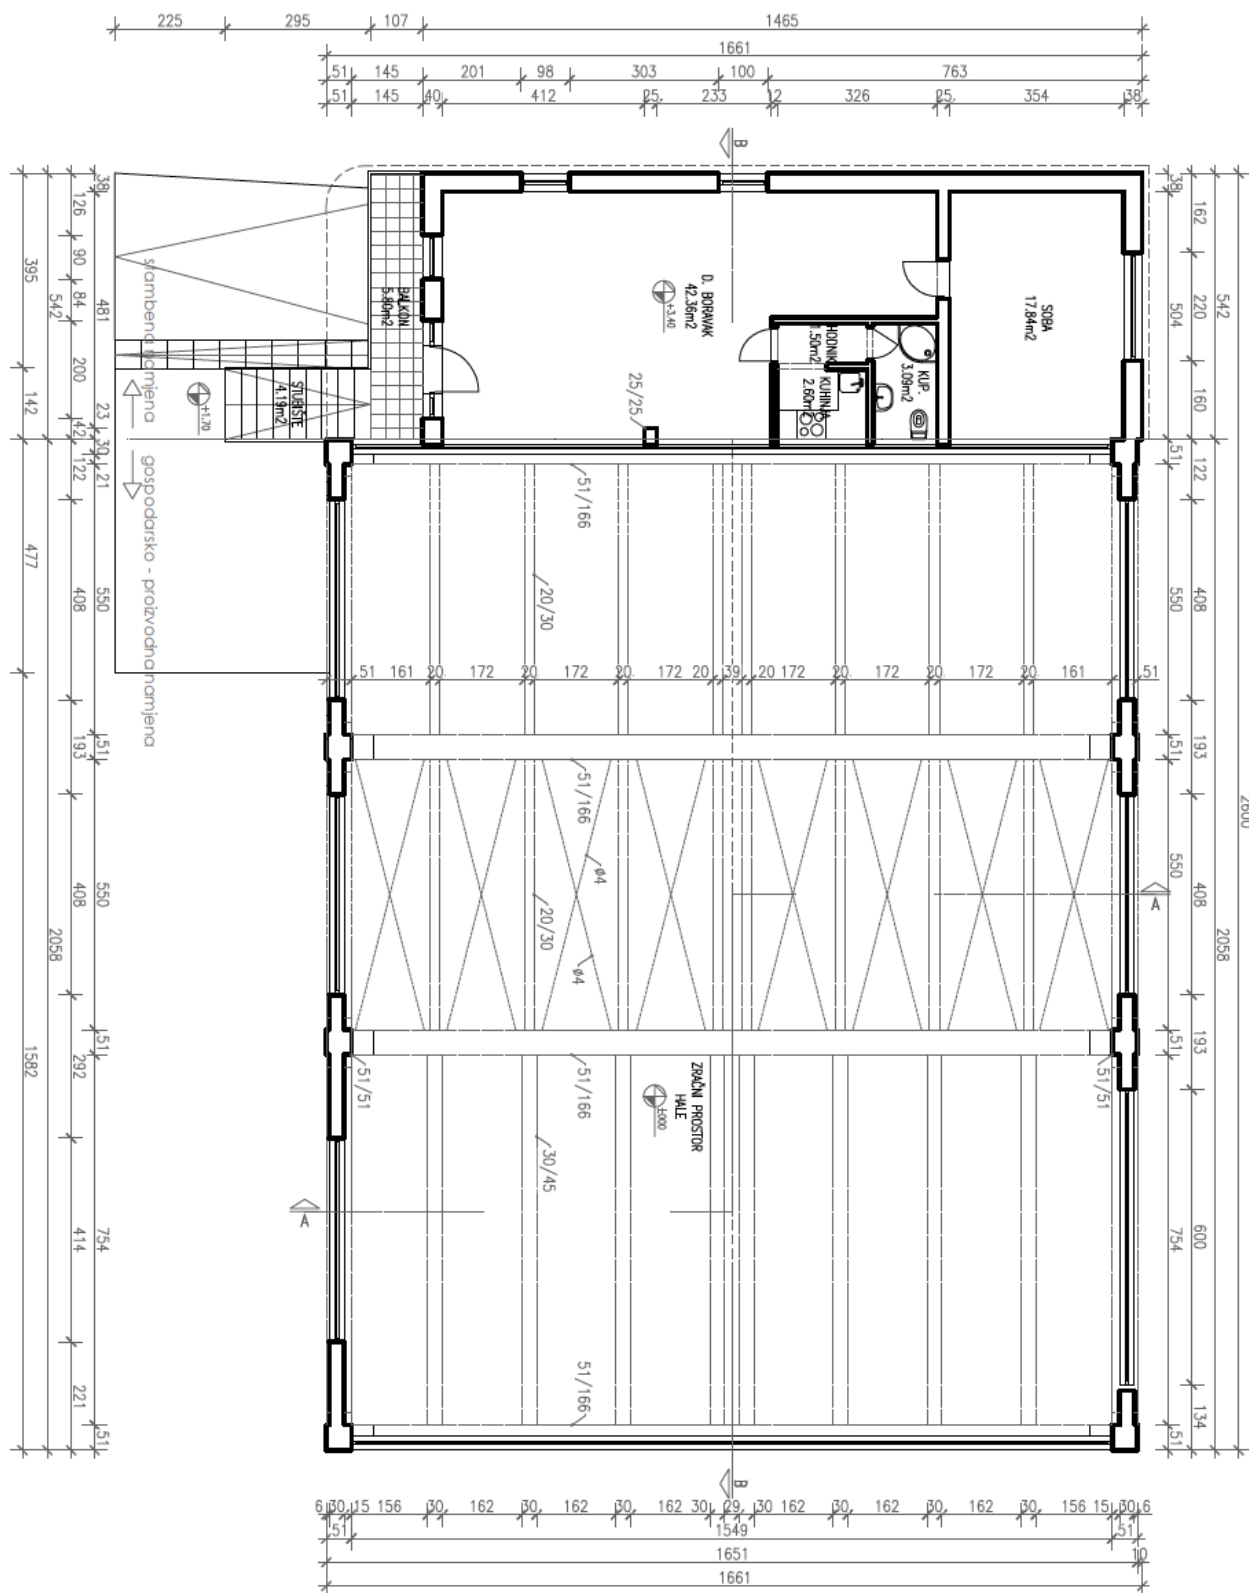 225 295 107 1465
1661
51 145 201 98 303 100 763
51 145 40 412 25 233 12 326 25 354 38
B
38 126 90 84 481 200 23 42 30
395 542 142
stambena namjena
BALKON
5.80m2
STUBIŠTE
4.19m2
+1.70
D. BORAVAK
42.36m2
+3.40
SOBA
17.84m2
HODNIK
1.50m2
KUHINJA
2.60m2
KUP.
3.09m2
25/25
38 162 220 504 542 160
2600
gospodarsko - proizvodna namjena
122 21 477 408 550
51/166
20/30
51 122 408 550
51 161 20 172 20 172 20 172 20 39 20 172 20 172 20 172 20 161 51
193 51
51/166
51 193
ø4
20/30
ø4
550 408 2058
550 408 2058
A
51 292 1582
51/51
51/166
ZRAČNI PROSTOR
HALE
±000
51/51
51 193
30/45
A
754 414
600 754
51/166
221 51
134 51
B
6 30 15 156 30 162 30 162 30 162 30 29 30 162 30 162 30 162 30 156 15 30 6
51 1549 51
1651 10
1661